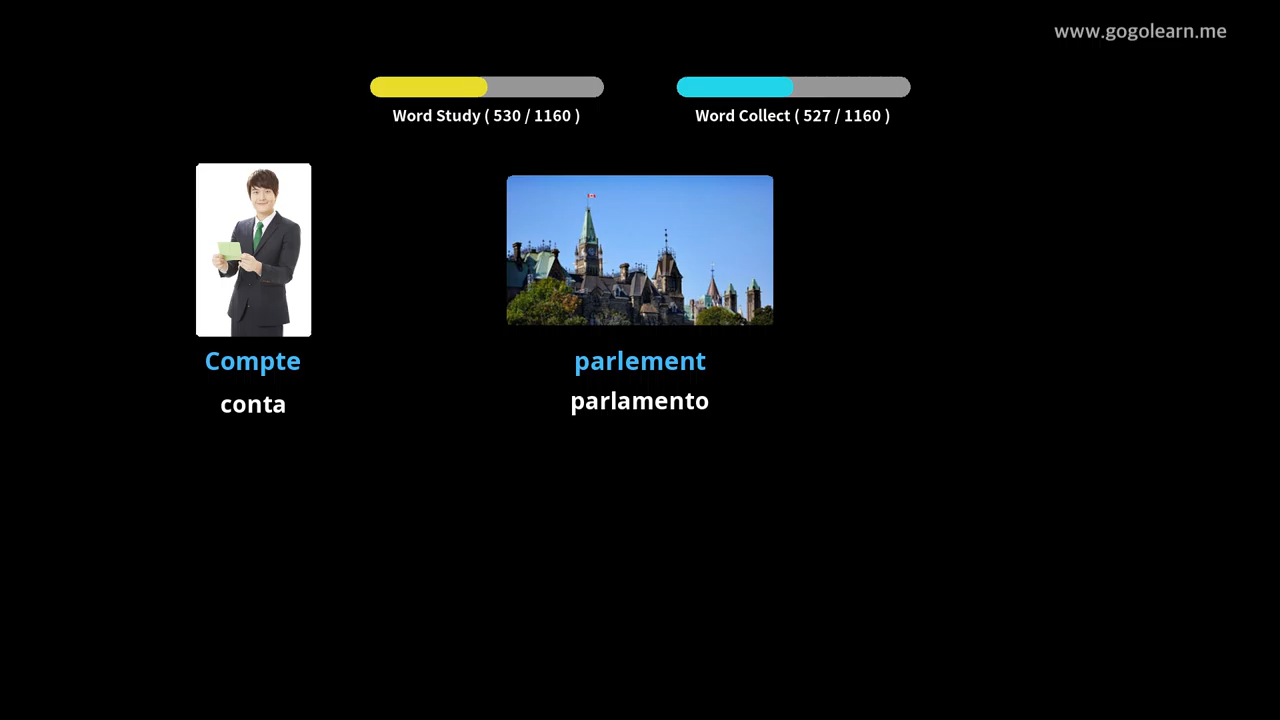 www.gogolearn.me
Word Study ( 530 / 1160 )
Word Collect ( 527 / 1160 )
Compte
conta
parlement
parlamento